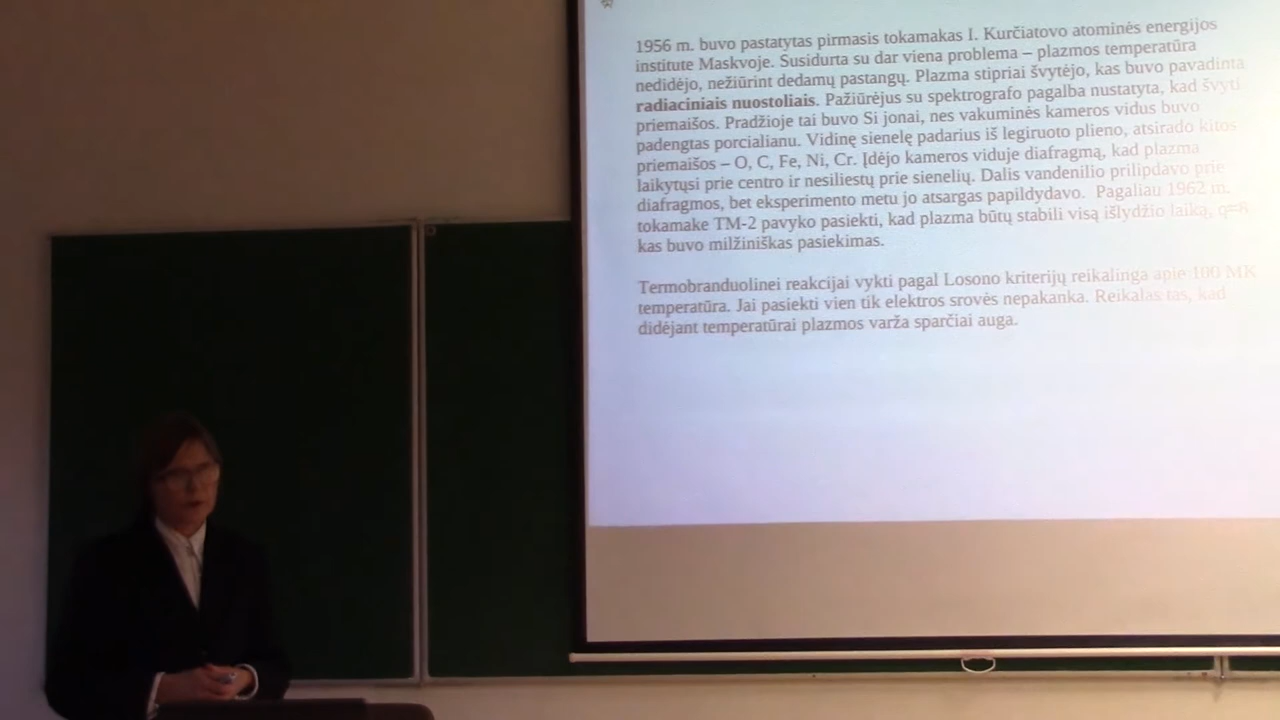 1956 m. buvo pastatytas pirmasis tokamakas I. Kurčiatovo atominės energijos
institute Maskvoje. Susidurta su dar viena problema – plazmos temperatūra
nedidėjo, nežiūrint dedamų pastangų. Plazma stipriai švytėjo, kas buvo pavadinta
radiaciniais nuostoliais. Pažiūrėjus su spektrografo pagalba nustatyta, kad švyti
priemaišos. Pradžioje tai buvo Si jonai, nes vakuminės kameros vidus buvo
padengtas porcialianu. Vidinę sienelę padarius iš legiruoto plieno, atsirado kitos
priemaišos – O, C, Fe, Ni, Cr. Įdėjo kameros viduje diafragmą, kad plazma
laikytųsi prie centro ir nesiliestų prie sienelių. Dalis vandenilio prilipdavo prie
diafragmos, bet eksperimento metu jo atsargas papildydavo. Pagaliau 1962 m.
tokamake TM-2 pavyko pasiekti, kad plazma būtų stabili visą išlydžio laiką, q=8,
kas buvo milžiniškas pasiekimas.
Termobranduolinei reakcijai vykti pagal Losono kriterijų reikalinga apie 100 MK
temperatūra. Jai pasiekti vien tik elektros srovės nepakanka. Reikalas tas, kad
didėjant temperatūrai plazmos varža sparčiai auga.